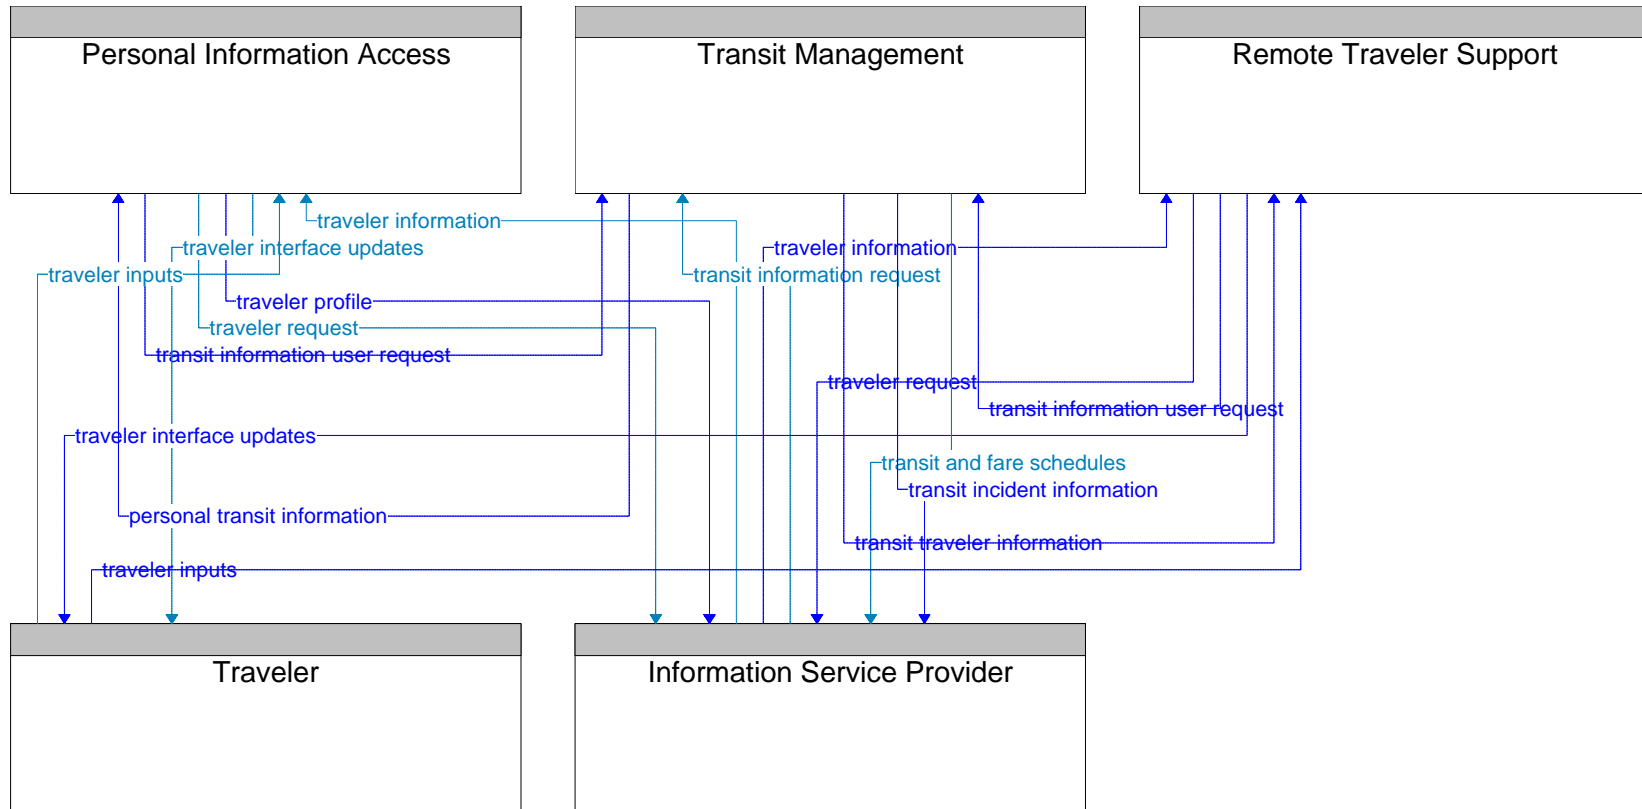 Personal Information Access
Transit Management
Remote Traveler Support
traveler information
traveler interface updates
traveler information
traveler inputs
transit information request
traveler profile
traveler request
transit information user request
traveler request
transit information user request
traveler interface updates
transit and fare schedules
transit incident information
personal transit information
transit traveler information
traveler inputs
Traveler
Information Service Provider